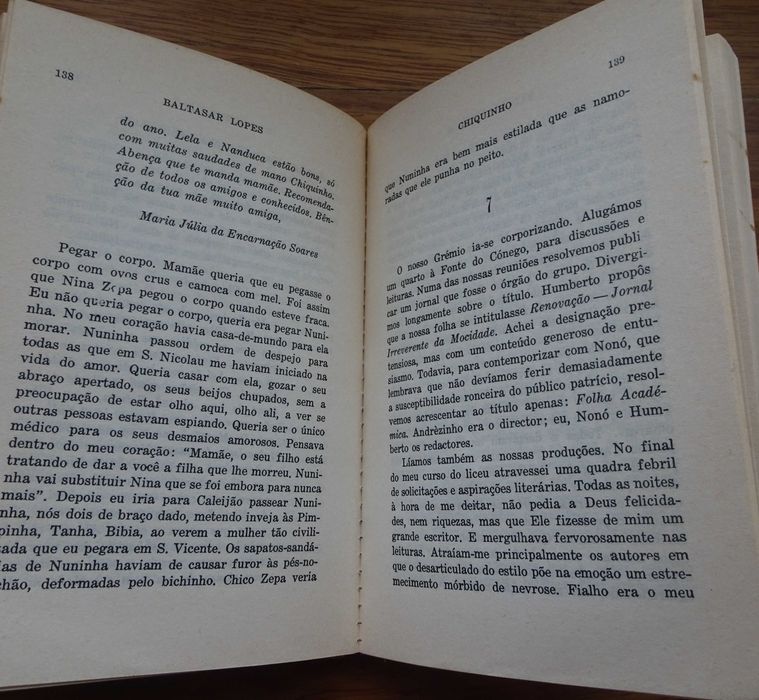 138
BALTASAR LOPES
do ano. Lela e Nanduca estão bons, só
com muitas saudades de mano Chiquinho.
Abença que te manda mamãe. Recomenda-
ção de todos os amigos e conhecidos. Bên-
ção da tua mãe muito amiga,
Maria Júlia da Encarnação Soares
Pegar o corpo. Mamãe queria que eu pegasse o
corpo com ovos crus e camoca com mel. Foi assim
que Nina Zepa pegou o corpo quando esteve fraca.
Eu não queria pegar o corpo, queria era pegar Nuni-
nha. No meu coração havia casa-de-mundo para ela
morar. Nuninha passou ordem de despejo para
todas as que em S. Nicolau me haviam iniciado na
vida do amor. Queria casar com ela, gozar o seu
abraço apertado, os seus beijos chupados, sem a
preocupação de estar olho aqui, olho ali, a ver se
outras pessoas estavam espiando. Queria ser o único
médico para os seus desmaios amorosos. Pensava
dentro do meu coração: "Mamãe, o seu filho está
tratando de dar a você a filha que lhe morreu. Nuni-
nha vai substituir Nina que se foi embora para nunca
mais". Depois eu iria para Caleijão passear Nuni-
nha, nós dois de braço dado, metendo inveja às Pim-
pinha, Tanha, Bibia, ao verem a mulher tão civili-
zada que eu pegara em S. Vicente. Os sapatos-sandá-
ias de Nuninha haviam de causar furor às pés-no-
chão, deformadas pelo bichinho. Chico Zepa veria
139
CHIQUINHO
que Nuninha era bem mais estilada que as namo-
radas que ele punha no peito.
7
O nosso Grémio ia-se corporizando. Alugámos
um quarto à Fonte do Cónego, para discussões e
leituras. Numa das nossas reuniões resolvemos publi
car um jornal que fosse o órgão do grupo. Divergi-
mos longamente sobre o título. Humberto propôs
que a nossa folha se intitulasse Renovação — Jornal
Irreverente da Mocidade. Achei a designação pre-
tensiosa, mas com um conteúdo generoso de entu-
siasmo. Todavia, para contemporizar com Nonó, que
lembrava que não devíamos ferir demasiadamente
a susceptibilidade ronceira do público patrício, resol-
vemos acrescentar ao título apenas: Folha Acadé-
mica. Andrèzinho era o director; eu, Nonó e Hum-
berto os redactores.
Líamos também as nossas produções. No final
do meu curso do liceu atravessei uma quadra febril
de solicitações e aspirações literárias. Todas as noites,
à hora de me deitar, não pedia a Deus felicida-
des, nem riquezas, mas que Ele fizesse de mim um
grande escritor. E mergulhava fervorosamente nas
leituras. Atraíam-me principalmente os autores em
que o desarticulado do estilo põe na emoção um estre-
mecimento mórbido de nevrose. Fialho era o meu